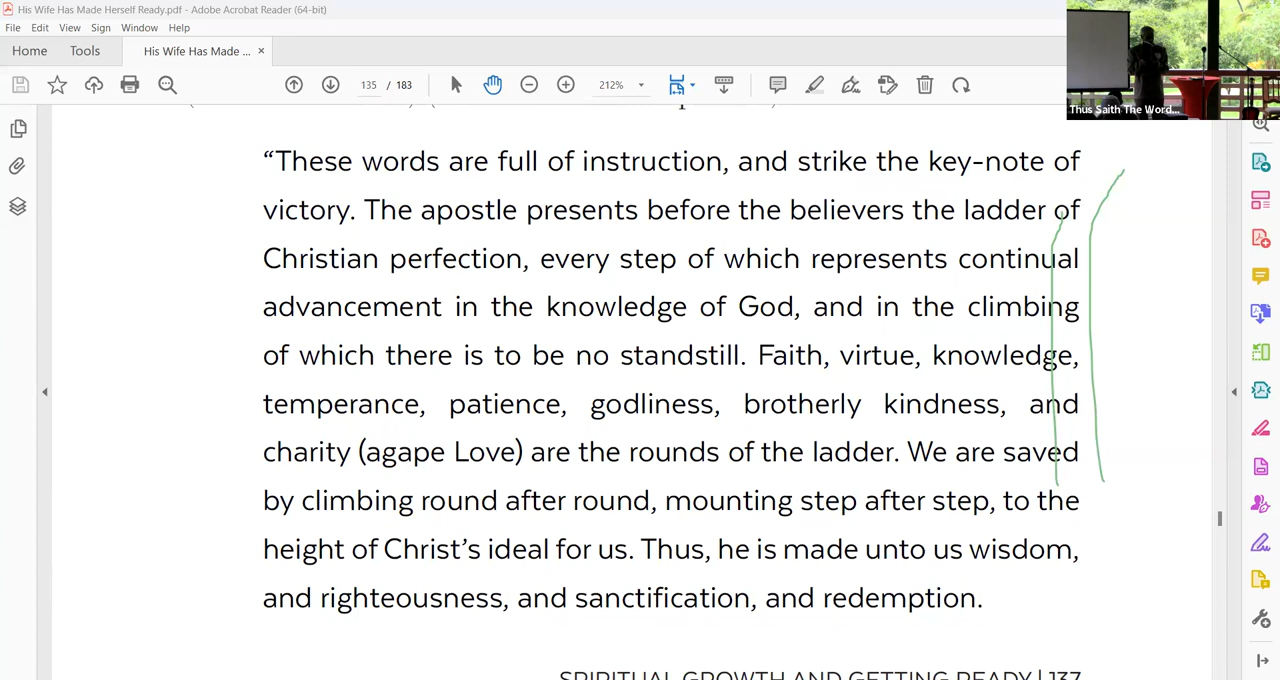 His Wife Has Made Herself Ready.pdf - Adobe Acrobat Reader (64-bit)
File Edit View Sign Window Help
Home Tools His Wife Has Made ... ×
135 / 183 212%
Thus Saith The Word...
“These words are full of instruction, and strike the key-note of
victory. The apostle presents before the believers the ladder of
Christian perfection, every step of which represents continual
advancement in the knowledge of God, and in the climbing
of which there is to be no standstill. Faith, virtue, knowledge,
temperance, patience, godliness, brotherly kindness, and
charity (agape Love) are the rounds of the ladder. We are saved
by climbing round after round, mounting step after step, to the
height of Christ’s ideal for us. Thus, he is made unto us wisdom,
and righteousness, and sanctification, and redemption.
SPIRITUAL GROWTH AND GETTING READY | 137